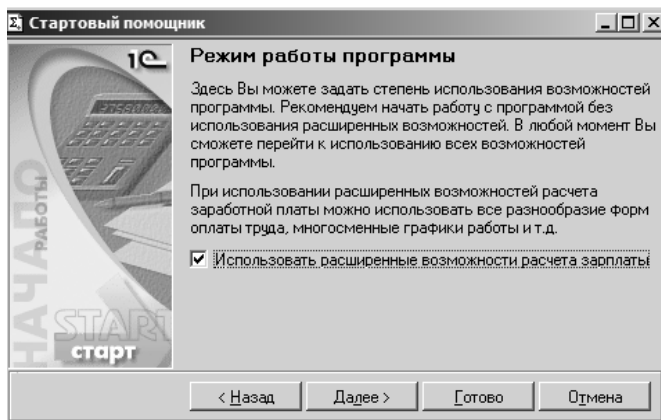 Стартовый помощник
1С
Режим работы программы
Здесь Вы можете задать степень использования возможностей
программы. Рекомендуем начать работу с программой без
использования расширенных возможностей. В любой момент Вы
сможете перейти к использованию всех возможностей
программы.
При использовании расширенных возможностей расчета
заработной платы можно использовать все разнообразие форм
оплаты труда, многосменные графики работы и т.д.
Использовать расширенные возможности расчета зарплаты
НАЧАЛО
РАБОТЫ
START
старт
< Назад
Далее >
Готово
Отмена